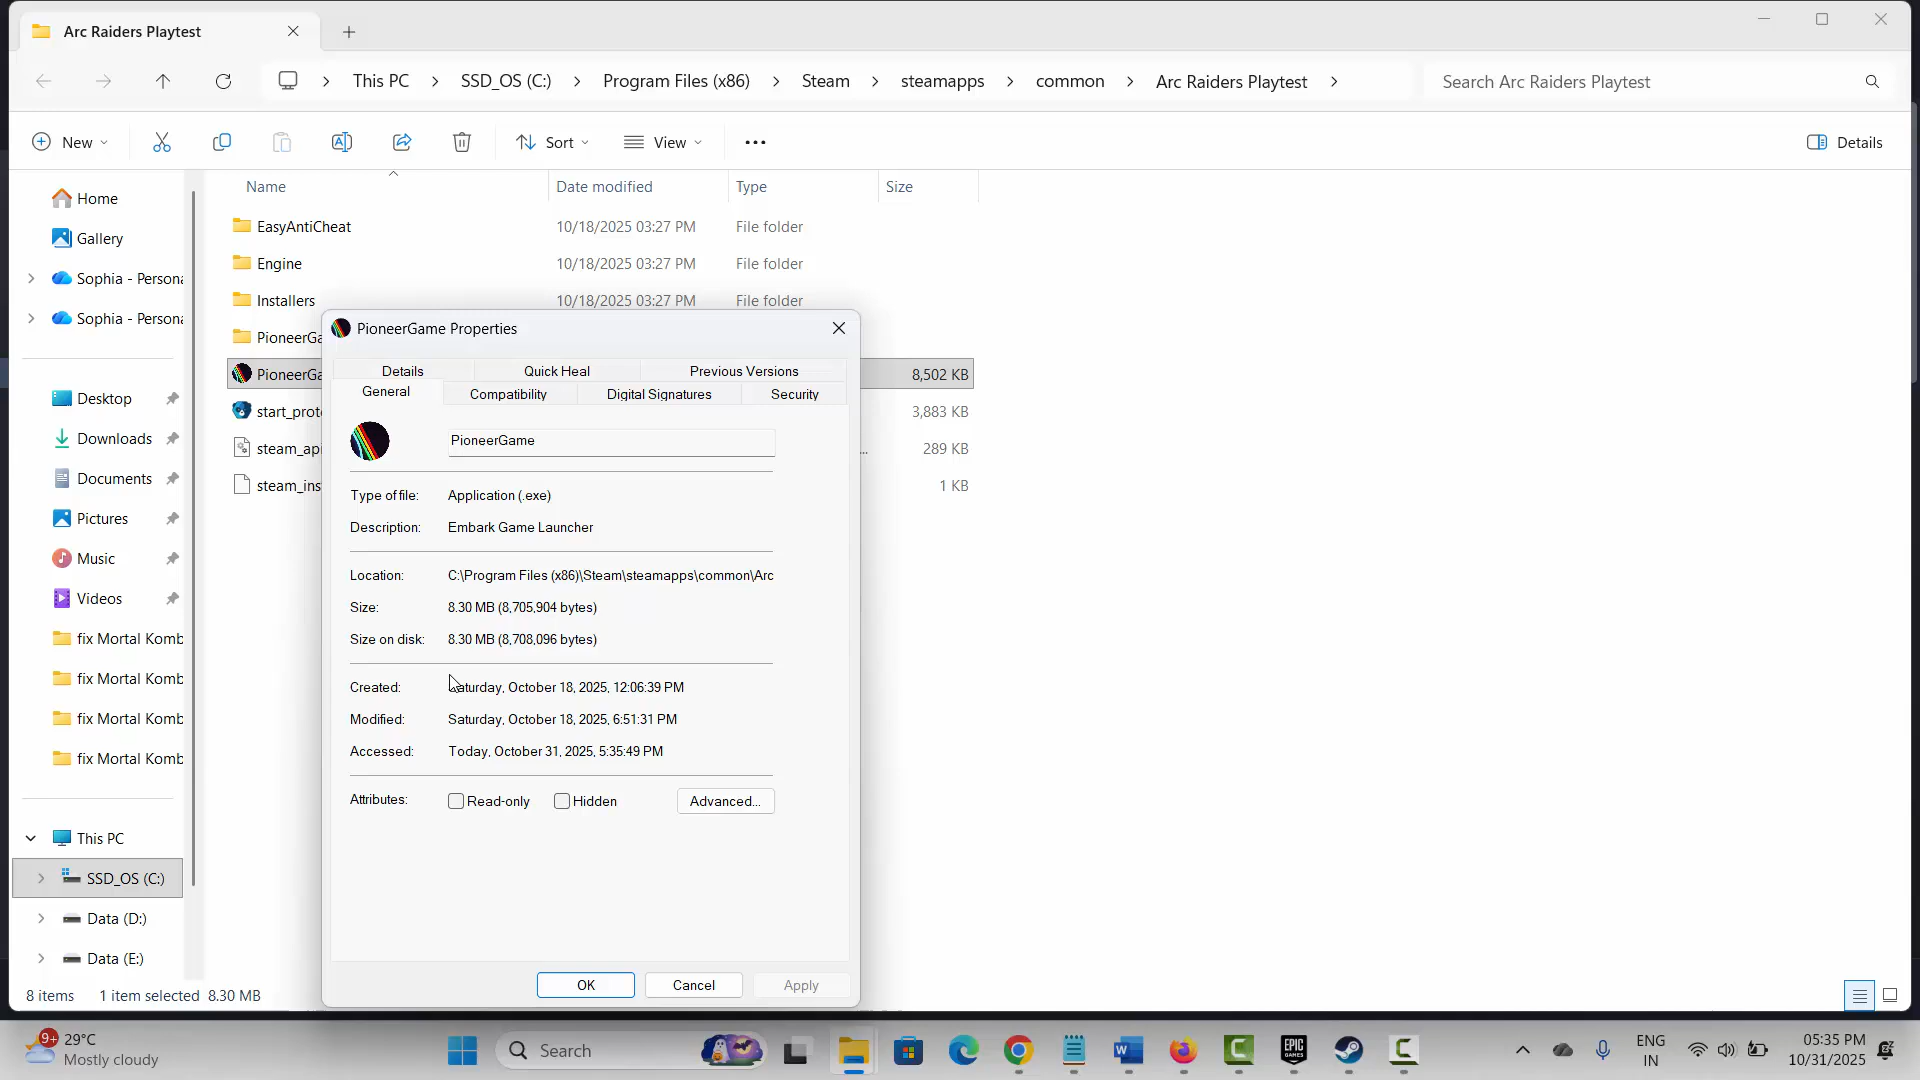 Arc Raiders Playtest
This PC
SSD_OS (C:)
Program Files (x86)
Steam
steamapps
common
Arc Raiders Playtest
Search Arc Raiders Playtest
New
Sort
View
Details
Name
Date modified
Type
Size
Home
Gallery
Sophia - Persona
Sophia - Persona
Desktop
Downloads
Documents
Pictures
Music
Videos
fix Mortal Komb
fix Mortal Komb
fix Mortal Komb
fix Mortal Komb
This PC
SSD_OS (C:)
Data (D:)
Data (E:)
EasyAntiCheat 10/18/2025 03:27 PM File folder
Engine 10/18/2025 03:27 PM File folder
Installers 10/18/2025 03:27 PM File folder
PioneerGa
PioneerGa 8,502 KB
start_prot 3,883 KB
steam_api ... 289 KB
steam_ins 1 KB
PioneerGame Properties
Details
Quick Heal
Previous Versions
General
Compatibility
Digital Signatures
Security
PioneerGame
Type of file: Application (.exe)
Description: Embark Game Launcher
Location: C:\Program Files (x86)\Steam\steamapps\common\Arc
Size: 8.30 MB (8,705,904 bytes)
Size on disk: 8.30 MB (8,708,096 bytes)
Created: Saturday, October 18, 2025, 12:06:39 PM
Modified: Saturday, October 18, 2025, 6:51:31 PM
Accessed: Today, October 31, 2025, 5:35:49 PM
Attributes: Read-only Hidden Advanced...
OK
Cancel
Apply
8 items 1 item selected 8.30 MB
9+
29°C
Mostly cloudy
Search
EPIC
GAMES
ENG
IN
05:35 PM
10/31/2025